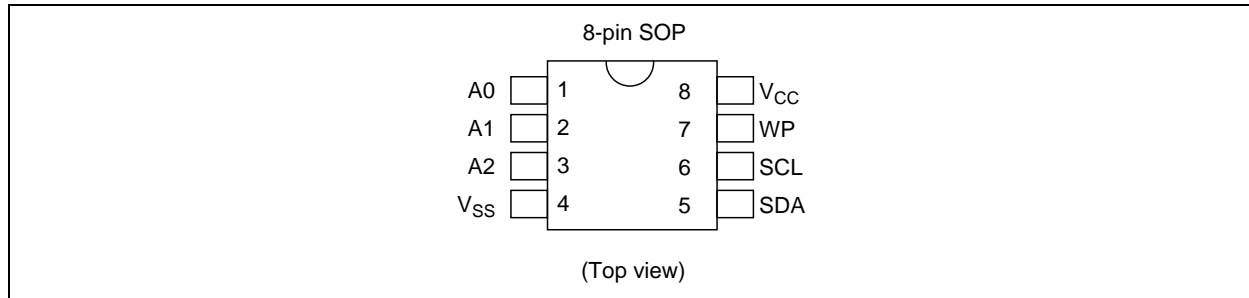 8-pin SOP
A0 1 8 VCC
A1 2 7 WP
A2 3 6 SCL
VSS 4 5 SDA
(Top view)